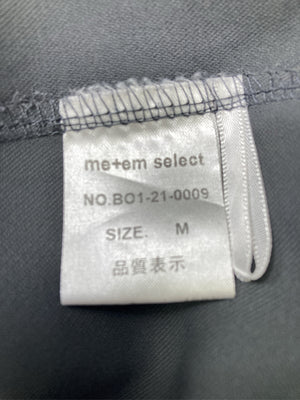 me+em select
NO.BO1-21-0009
SIZE. M
品質表示